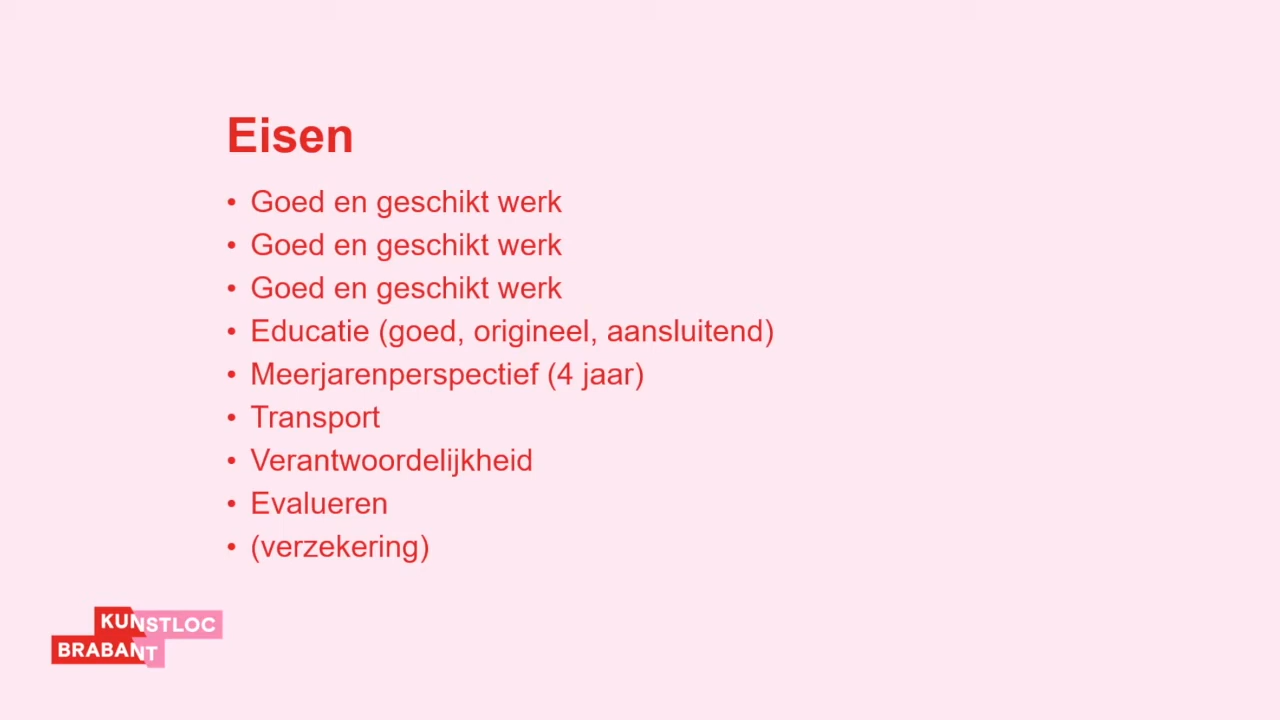 Eisen
• Goed en geschikt werk
• Goed en geschikt werk
• Goed en geschikt werk
• Educatie (goed, origineel, aansluitend)
• Meerjarenperspectief (4 jaar)
• Transport
• Verantwoordelijkheid
• Evalueren
• (verzekering)
KUNSTLOC
BRABANT